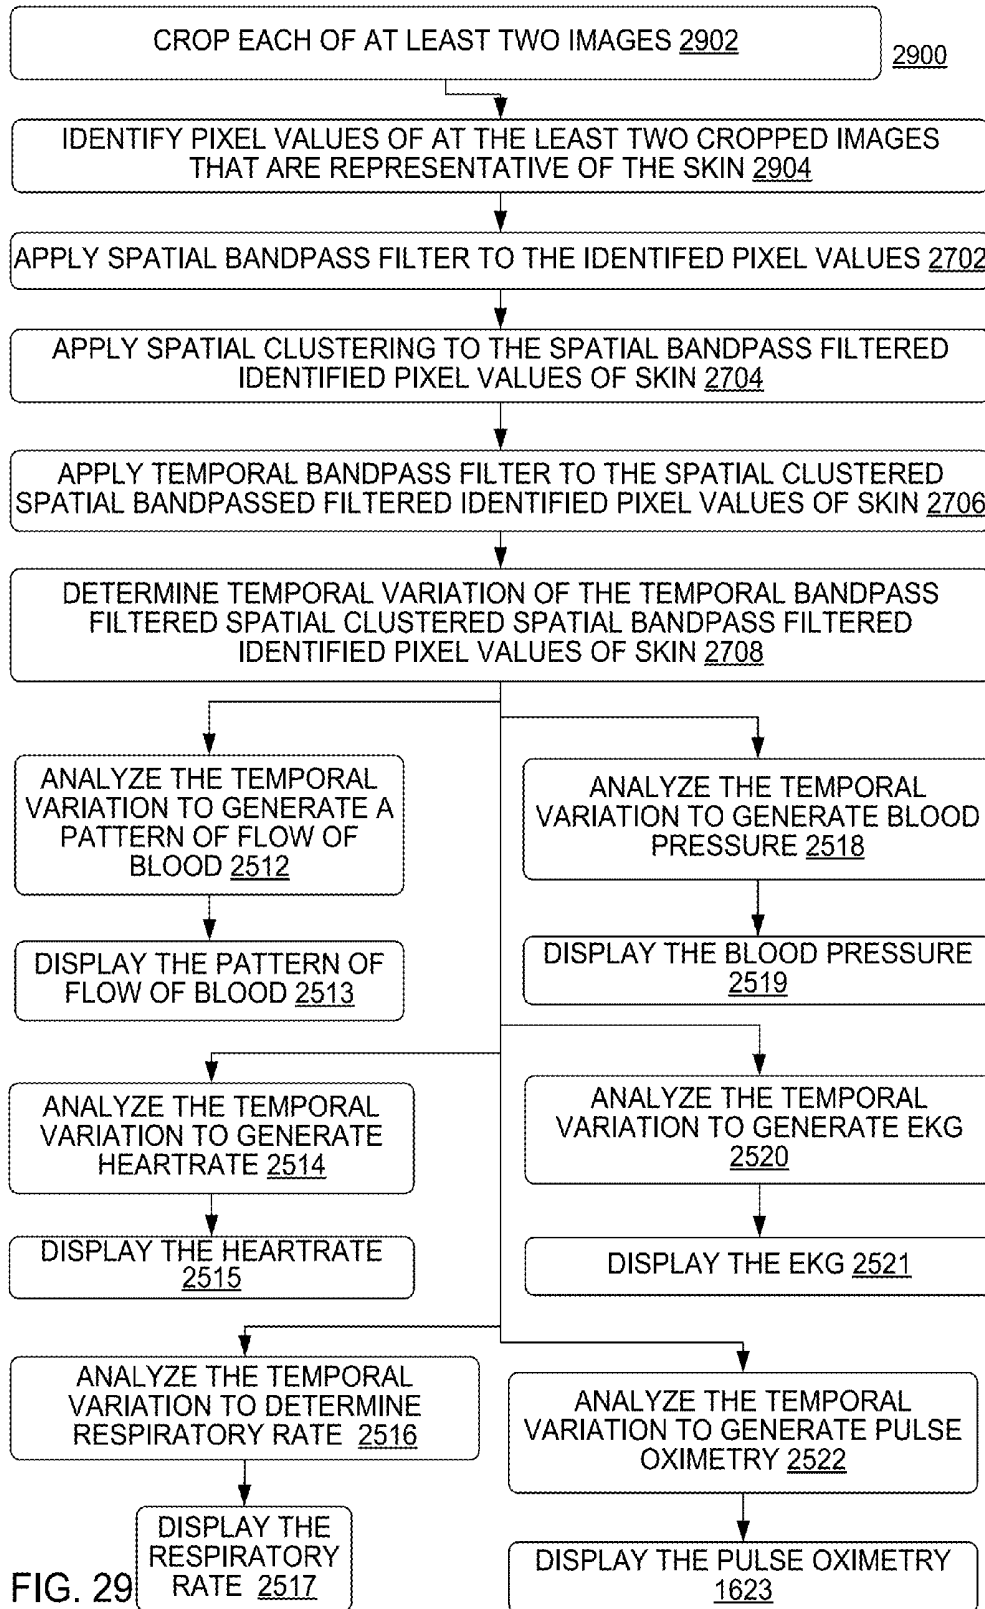 CROP EACH OF AT LEAST TWO IMAGES 2902
2900
IDENTIFY PIXEL VALUES OF AT THE LEAST TWO CROPPED IMAGES
THAT ARE REPRESENTATIVE OF THE SKIN 2904
APPLY SPATIAL BANDPASS FILTER TO THE IDENTIFED PIXEL VALUES 2702
APPLY SPATIAL CLUSTERING TO THE SPATIAL BANDPASS FILTERED
IDENTIFIED PIXEL VALUES OF SKIN 2704
APPLY TEMPORAL BANDPASS FILTER TO THE SPATIAL CLUSTERED
SPATIAL BANDPASSED FILTERED IDENTIFIED PIXEL VALUES OF SKIN 2706
DETERMINE TEMPORAL VARIATION OF THE TEMPORAL BANDPASS
FILTERED SPATIAL CLUSTERED SPATIAL BANDPASS FILTERED
IDENTIFIED PIXEL VALUES OF SKIN 2708
ANALYZE THE TEMPORAL
VARIATION TO GENERATE A
PATTERN OF FLOW OF
BLOOD 2512
ANALYZE THE TEMPORAL
VARIATION TO GENERATE BLOOD
PRESSURE 2518
DISPLAY THE PATTERN OF
FLOW OF BLOOD 2513
DISPLAY THE BLOOD PRESSURE
2519
ANALYZE THE TEMPORAL
VARIATION TO GENERATE
HEARTRATE 2514
ANALYZE THE TEMPORAL
VARIATION TO GENERATE EKG
2520
DISPLAY THE HEARTRATE
2515
DISPLAY THE EKG 2521
ANALYZE THE TEMPORAL
VARIATION TO DETERMINE
RESPIRATORY RATE 2516
ANALYZE THE TEMPORAL
VARIATION TO GENERATE PULSE
OXIMETRY 2522
DISPLAY THE
RESPIRATORY
RATE 2517
DISPLAY THE PULSE OXIMETRY
1623
FIG. 29